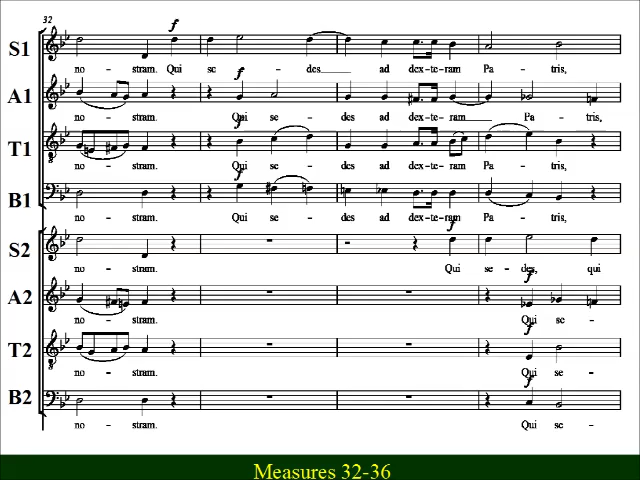 32
f
S1
no - stram. Qui se - des ad dex-te-ram Pa - tris,
f
A1
no - stram. Qui se - des ad dex-te-ram Pa - tris,
f
T1
no - stram. Qui se - des ad dex-te-ram Pa - tris,
f
B1
no - stram. Qui se - des ad dex-te-ram Pa - tris,
f
S2
no - stram. Qui se-des, qui
f
A2
no - stram. Qui se -
f
T2
no - stram. Qui se -
f
B2
no - stram. Qui se -
Measures 32-36